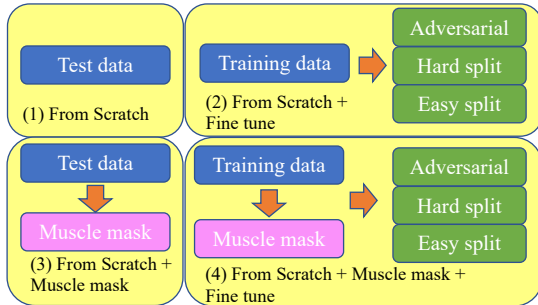 Test data
(1) From Scratch
Training data
(2) From Scratch +
Fine tune
Adversarial
Hard split
Easy split
Test data
Muscle mask
(3) From Scratch +
Muscle mask
Training data
Muscle mask
(4) From Scratch + Muscle mask +
Fine tune
Adversarial
Hard split
Easy split